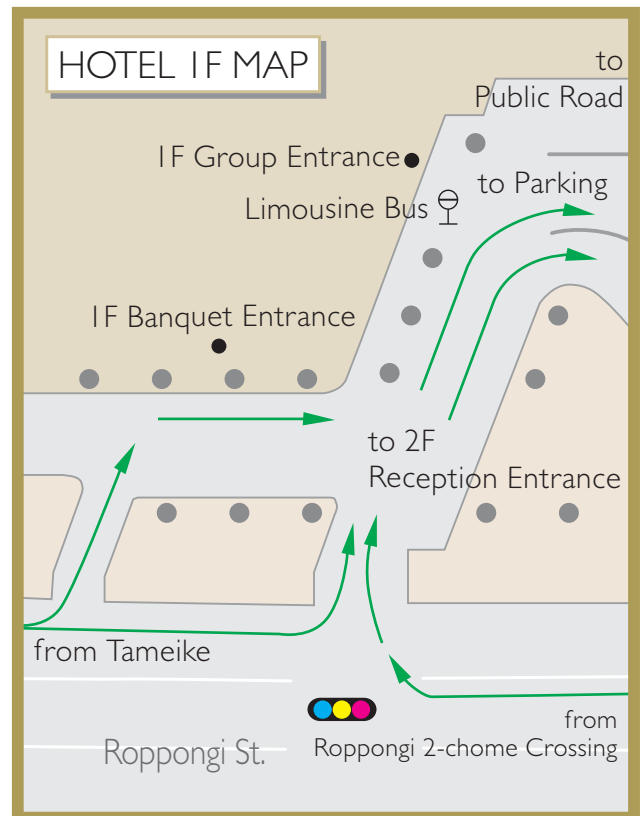 HOTEL 1F MAP
to
Public Road
1F Group Entrance
to Parking
Limousine Bus
1F Banquet Entrance
to 2F
Reception Entrance
from Tameike
from
Roppongi 2-chome Crossing
Roppongi St.